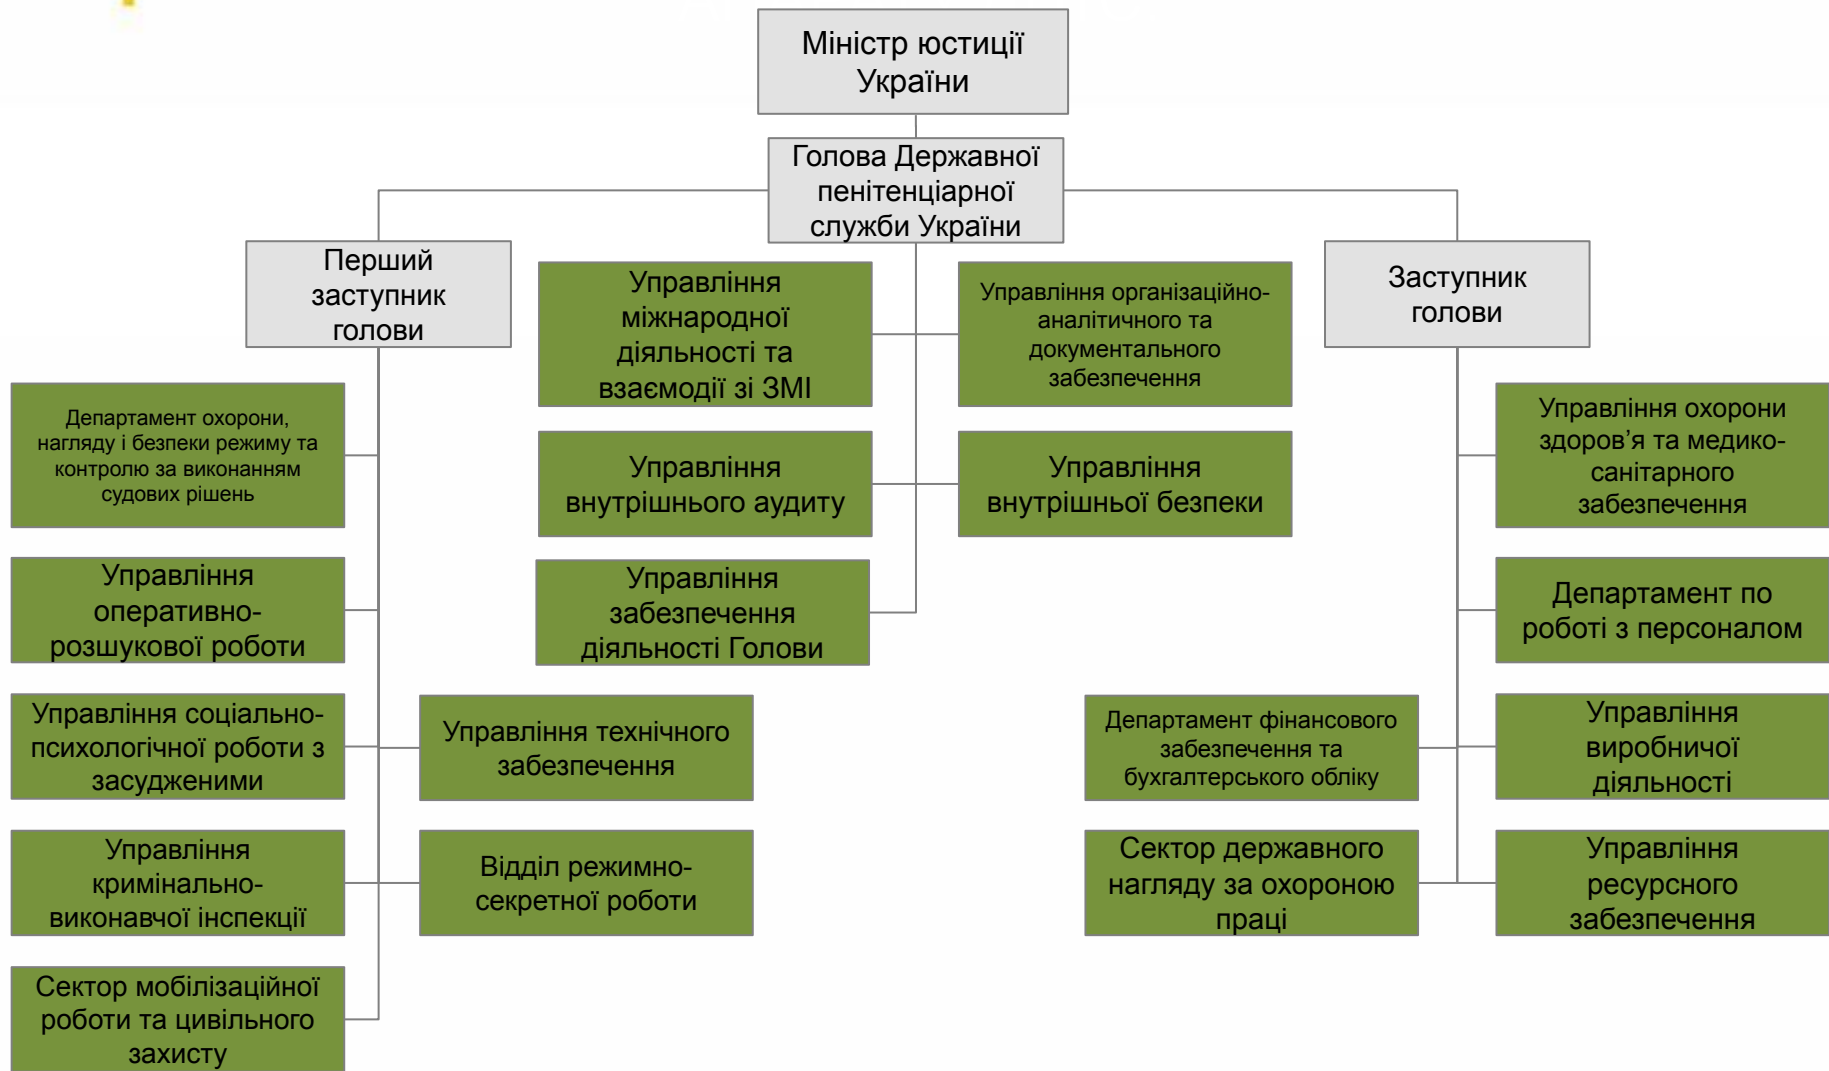 Міністр юстиції
України
Голова Державної
пенітенціарної
служби України
Перший
заступник
голови
Управління
міжнародної
діяльності та
взаємодії зі ЗМІ
Управління організаційно-
аналітичного та
документального
забезпечення
Заступник
голови
Департамент охорони,
нагляду і безпеки режиму та
контролю за виконанням
судових рішень
Управління
внутрішнього аудиту
Управління
внутрішньої безпеки
Управління охорони
здоров’я та медико-
санітарного
забезпечення
Управління
оперативно-
розшукової роботи
Управління
забезпечення
діяльності Голови
Департамент по
роботі з персоналом
Управління соціально-
психологічної роботи з
засудженими
Управління технічного
забезпечення
Департамент фінансового
забезпечення та
бухгалтерського обліку
Управління
виробничої
діяльності
Управління
кримінально-
виконавчої інспекції
Відділ режимно-
секретної роботи
Сектор державного
нагляду за охороною
праці
Управління
ресурсного
забезпечення
Сектор мобілізаційної
роботи та цивільного
захисту